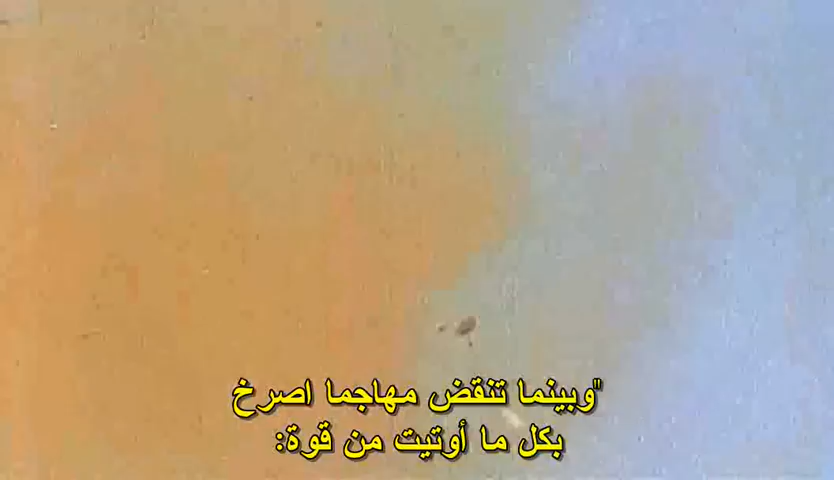 "وبينما تنقض مهاجما اصرخ
بكل ما أوتيت من قوة: